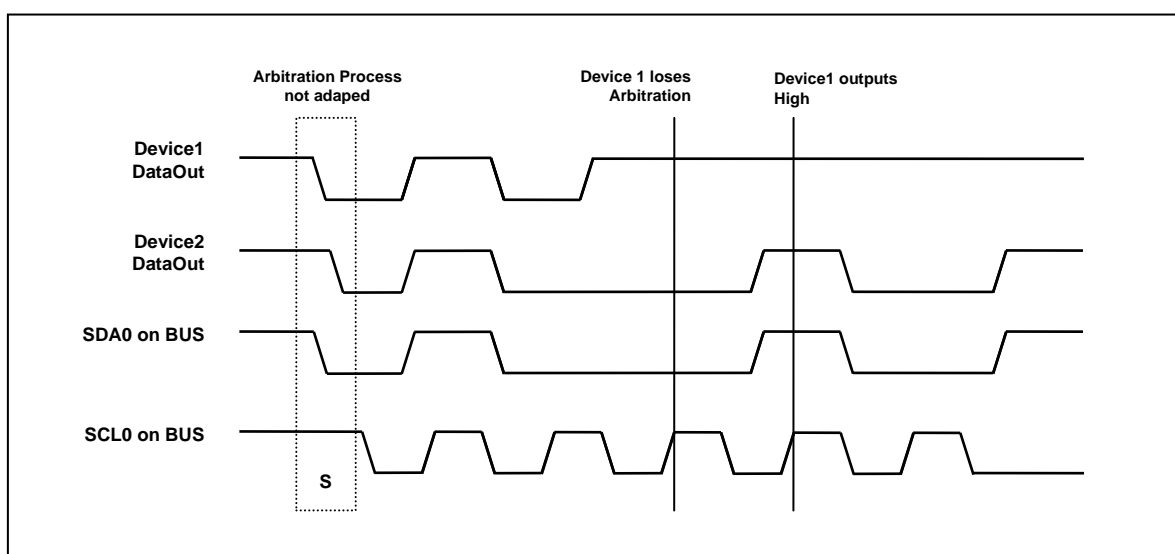 Arbitration Process
not adaped
Device 1 loses
Arbitration
Device1 outputs
High
Device1
DataOut
Device2
DataOut
SDA0 on BUS
SCL0 on BUS
S